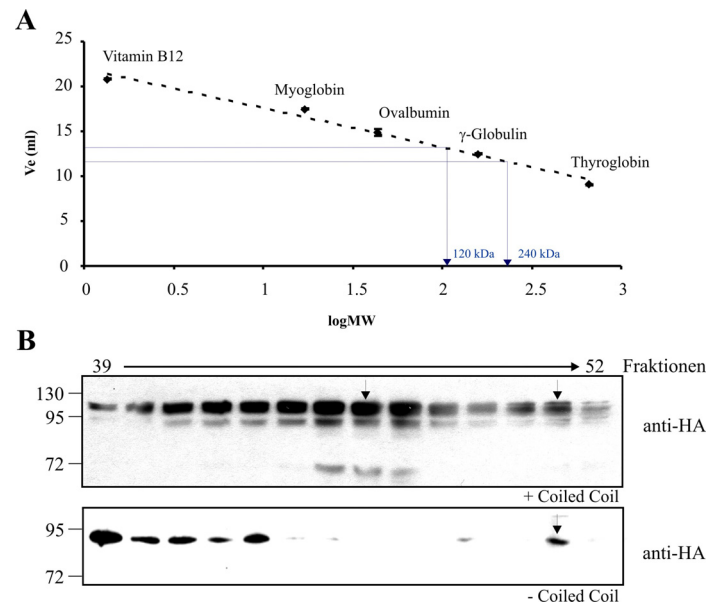 A
25
20
15
10
5
0
Ve (ml)
Vitamin B12
Myoglobin
Ovalbumin
γ-Globulin
Thyroglobin
120 kDa
240 kDa
0 0.5 1 1.5 2 2.5 3
logMW
B
39 52 Fraktionen
130
95
72
anti-HA
+ Coiled Coil
95
72
anti-HA
- Coiled Coil